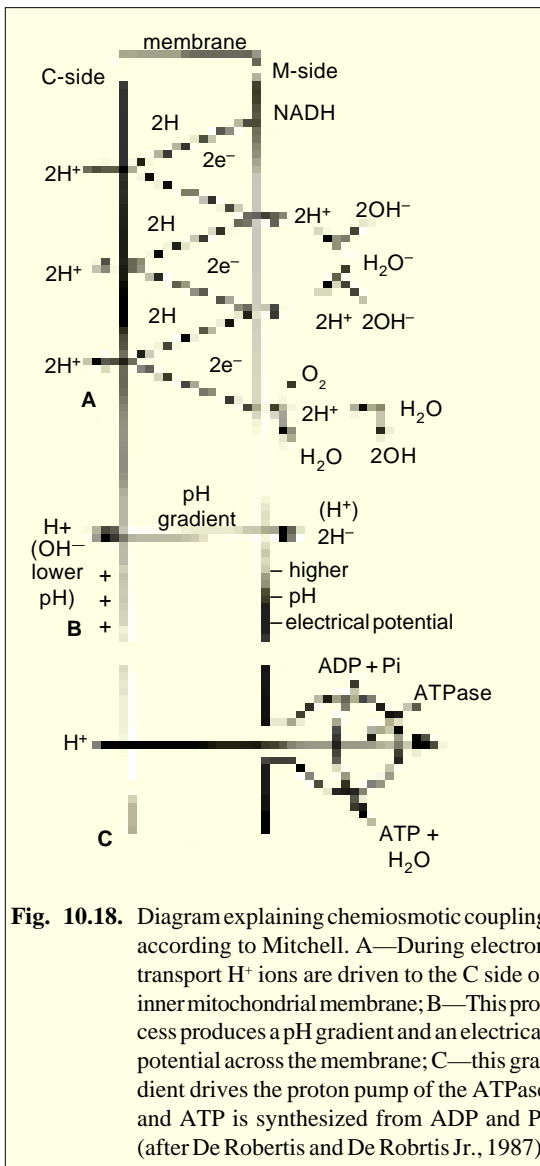 membrane
C-side M-side
NADH
2H
2e⁻
2H⁺
2H⁺ 2OH⁻
2H
2e⁻ H₂O⁻
2H⁺
2H⁺ 2OH⁻
2H
2e⁻ O₂
2H⁺
A 2H⁺ H₂O
H₂O 2OH
pH
gradient (H⁺)
H+ 2H⁻
(OH⁻
lower + – higher
pH) + – pH
B + – electrical potential
ADP + Pi
ATPase
H⁺
C ATP +
H₂O
Fig. 10.18. Diagram explaining chemiosmotic coupling
according to Mitchell. A—During electron
transport H⁺ ions are driven to the C side o
inner mitochondrial membrane; B—This pro
cess produces a pH gradient and an electrica
potential across the membrane; C—this gra
dient drives the proton pump of the ATPase
and ATP is synthesized from ADP and P
(after De Robertis and De Robrtis Jr., 1987)